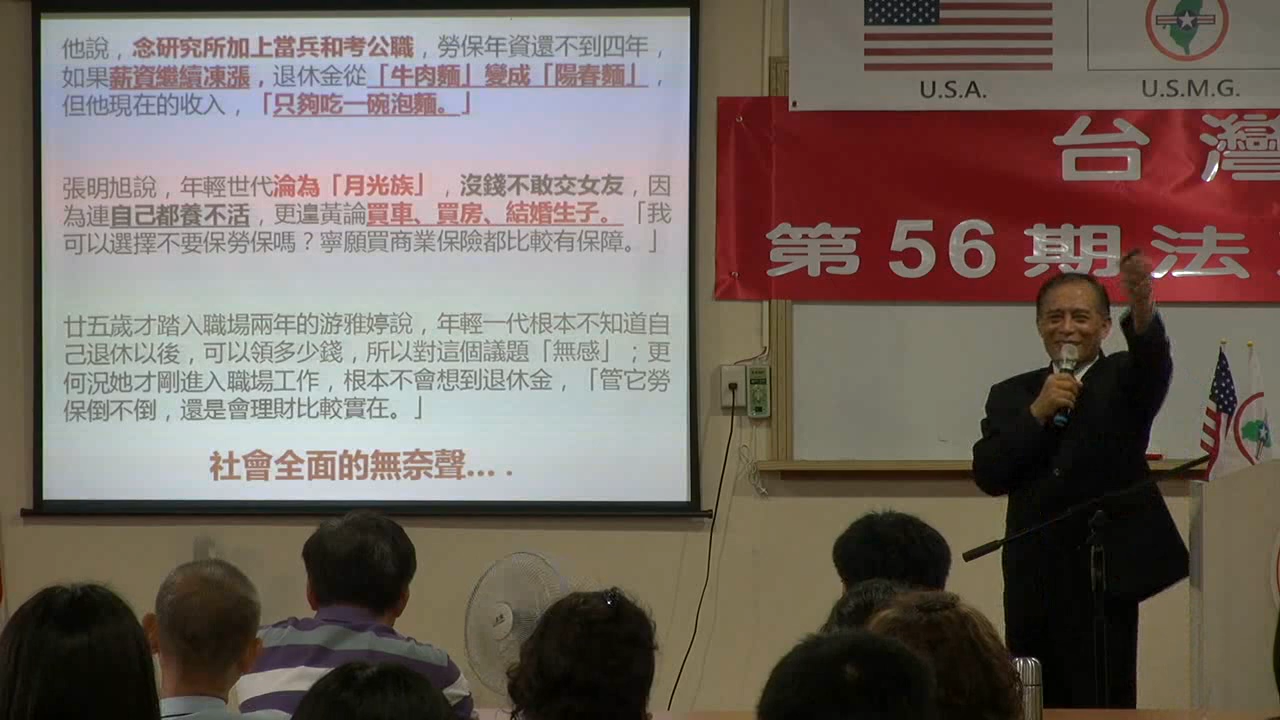 他說，念研究所加上當兵和考公職，勞保年資還不到四年，
如果薪資繼續凍漲，退休金從「牛肉麵」變成「陽春麵」，
但他現在的收入，「只夠吃一碗泡麵。」
張明旭說，年輕世代淪為「月光族」，沒錢不敢交女友，因
為連自己都養不活，更遑黃論買車、買房、結婚生子。「我
可以選擇不要保勞保嗎？寧願買商業保險都比較有保障。」
廿五歲才踏入職場兩年的游雅婷說，年輕一代根本不知道自
己退休以後，可以領多少錢，所以對這個議題「無感」；更
何況她才剛進入職場工作，根本不會想到退休金，「管它勞
保倒不倒，還是會理財比較實在。」
社會全面的無奈聲... .
U.S.A.
U.S.M.G.
台灣
第56期法